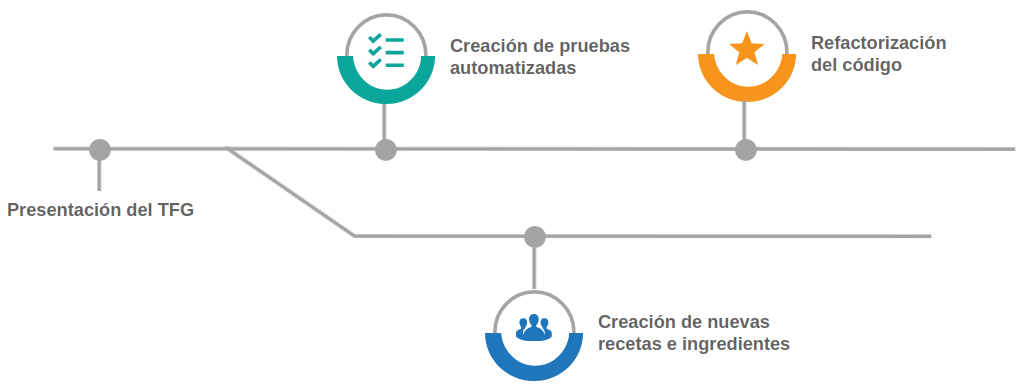 Creación de pruebas
automatizadas
Refactorización
del código
Presentación del TFG
Creación de nuevas
recetas e ingredientes